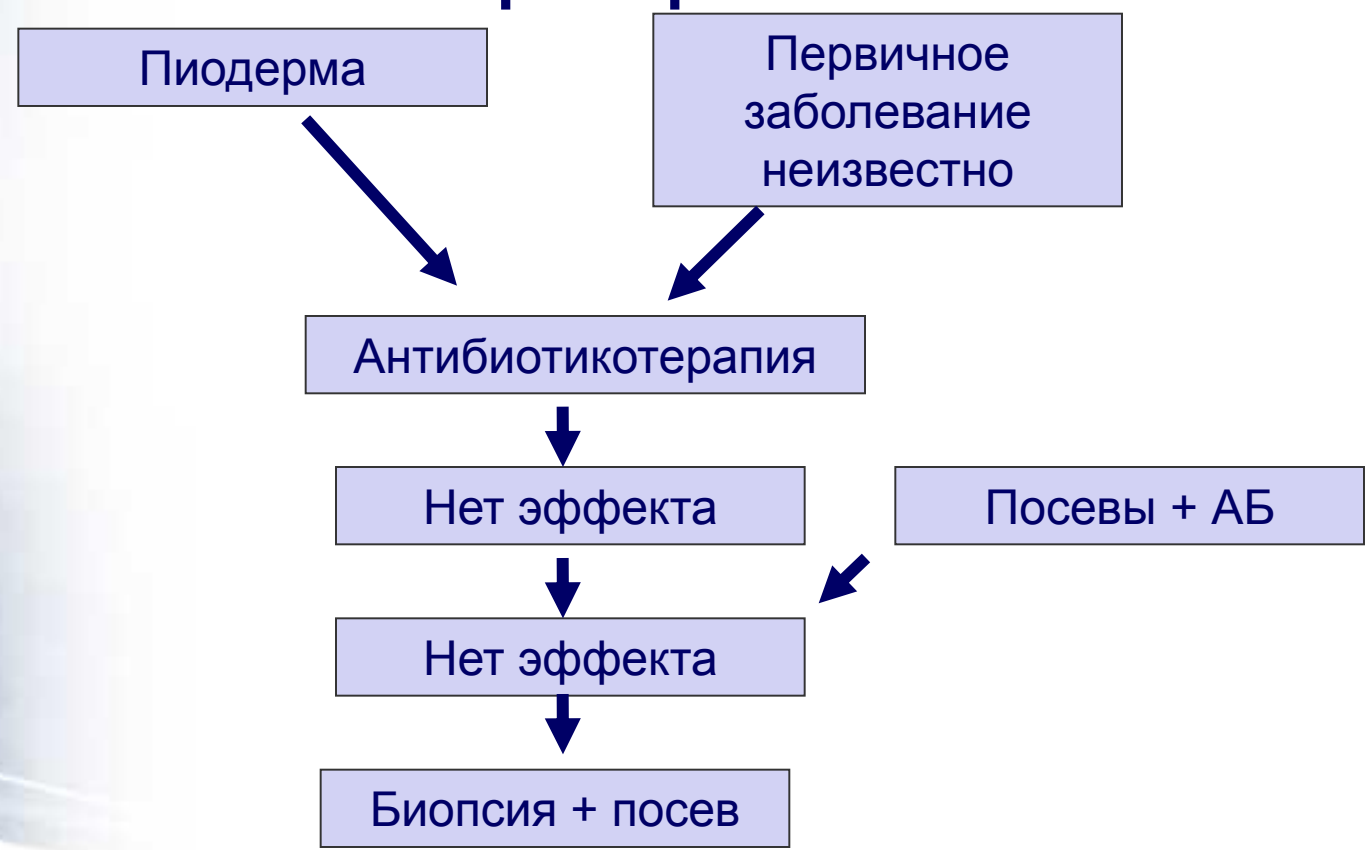 Пиодерма
Первичное
заболевание
неизвестно
Антибиотикотерапия
Нет эффекта
Посевы + АБ
Нет эффекта
Биопсия + посев